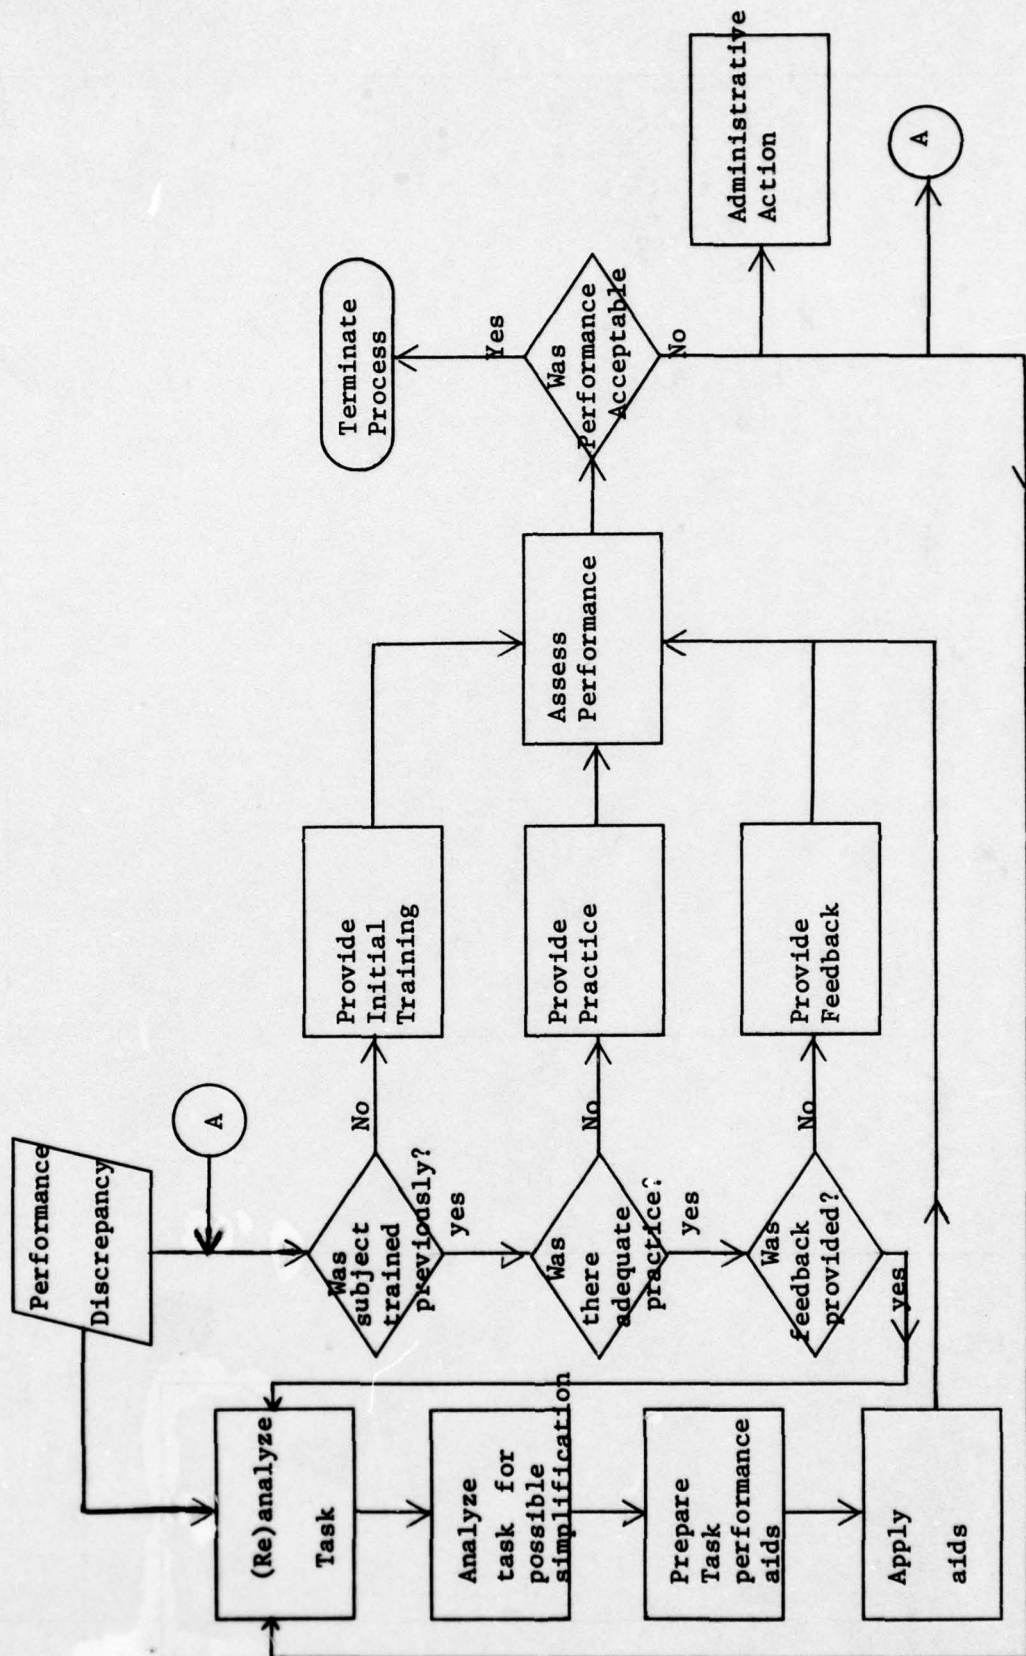 Performance
Discrepancy
A
(Re)analyze
Task
Was
subject
trained
previously?
No
yes
Provide
Initial
Training
Analyze
task for
possible
simplification
Was
there
adequate
practice?
No
yes
Provide
Practice
Prepare
Task
performance
aids
Was
feedback
provided?
No
yes
Provide
Feedback
Apply
aids
Assess
Performance
Was
Performance
Acceptable
Yes
No
Terminate
Process
Administrative
Action
A